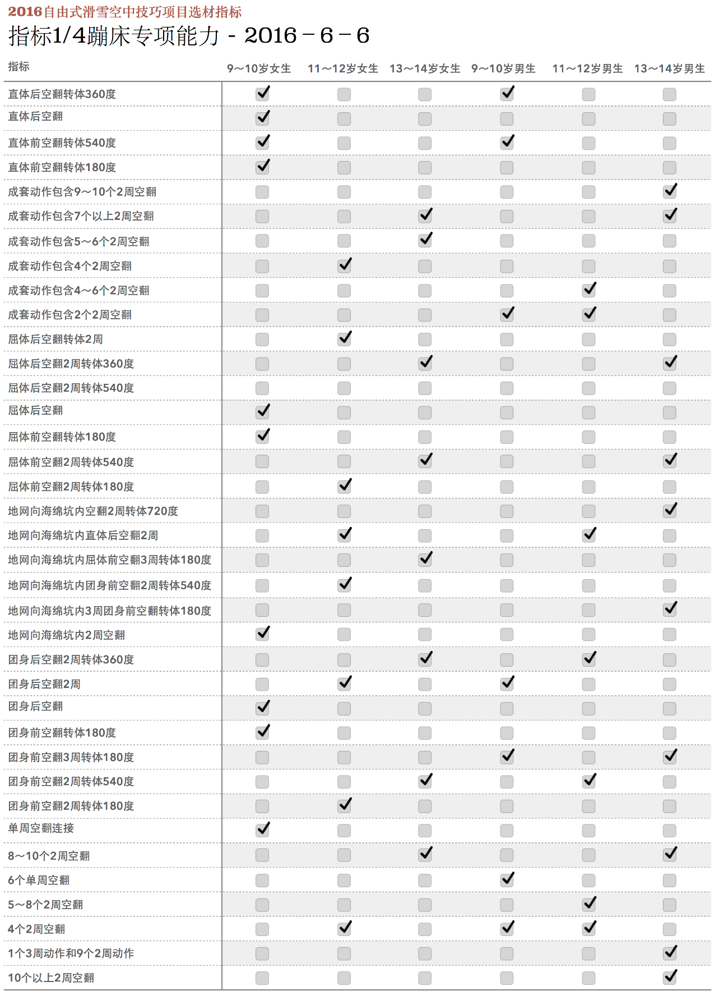 2016自由式滑雪空中技巧项目选材指标
指标1/4蹦床专项能力 - 2016－6－6
指标 9～10岁女生 11～12岁女生 13～14岁女生 9～10岁男生 11～12岁男生 13～14岁男生
直体后空翻转体360度
直体后空翻
直体前空翻转体540度
直体前空翻转体180度
成套动作包含9～10个2周空翻
成套动作包含7个以上2周空翻
成套动作包含5～6个2周空翻
成套动作包含4个2周空翻
成套动作包含4～6个2周空翻
成套动作包含2个2周空翻
屈体后空翻转体2周
屈体后空翻2周转体360度
屈体后空翻2周转体540度
屈体后空翻
屈体前空翻转体180度
屈体前空翻2周转体540度
屈体前空翻2周转体180度
地网向海绵坑内空翻2周转体720度
地网向海绵坑内直体后空翻2周
地网向海绵坑内屈体前空翻3周转体180度
地网向海绵坑内团身前空翻2周转体540度
地网向海绵坑内3周团身前空翻转体180度
地网向海绵坑内2周空翻
团身后空翻2周转体360度
团身后空翻2周
团身后空翻
团身前空翻转体180度
团身前空翻3周转体180度
团身前空翻2周转体540度
团身前空翻2周转体180度
单周空翻连接
8～10个2周空翻
6个单周空翻
5～8个2周空翻
4个2周空翻
1个3周动作和9个2周动作
10个以上2周空翻